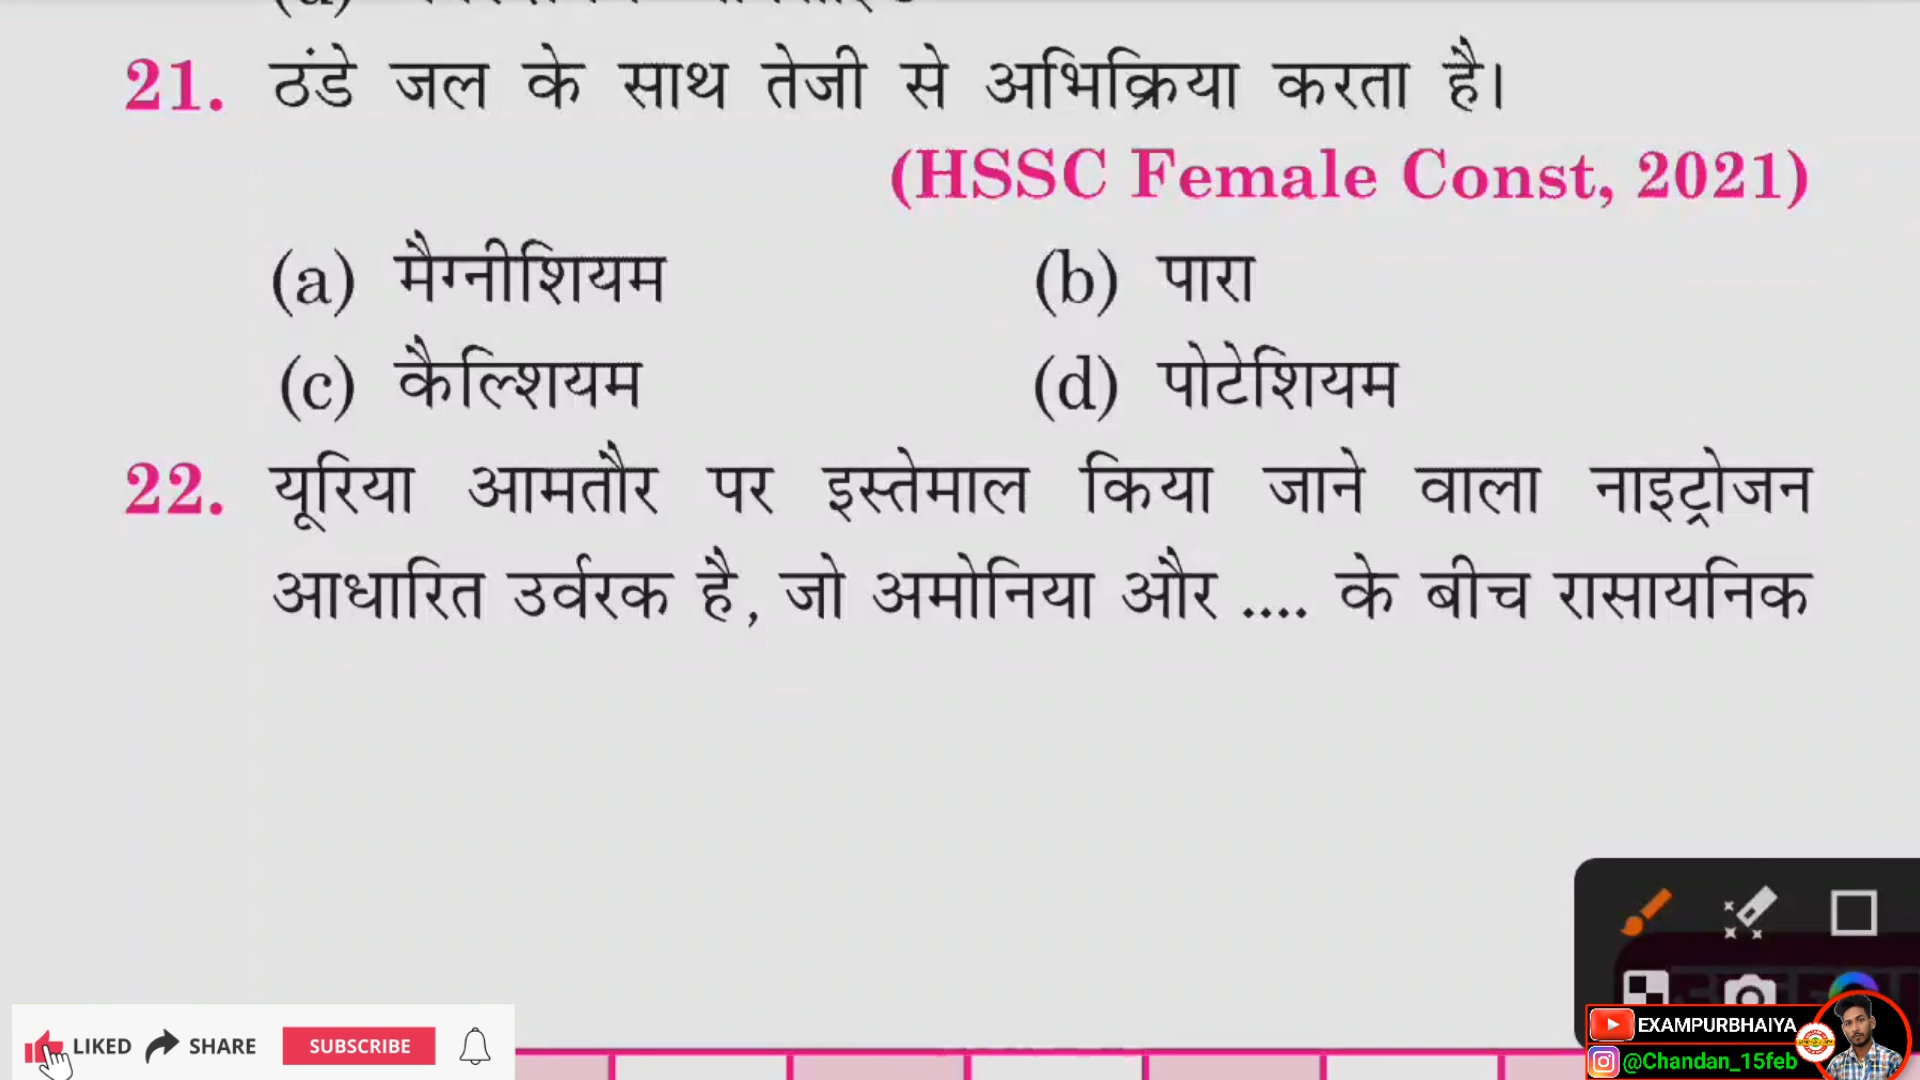 21. ठंडे जल के साथ तेजी से अभिक्रिया करता है।
(HSSC Female Const, 2021)
(a) मैग्नीशियम (b) पारा
(c) कैल्शियम (d) पोटेशियम
22. यूरिया आमतौर पर इस्तेमाल किया जाने वाला नाइट्रोजन
आधारित उर्वरक है, जो अमोनिया और .... के बीच रासायनिक
LIKED SHARE SUBSCRIBE
EXAMPURBHAIYA
@Chandan_15feb